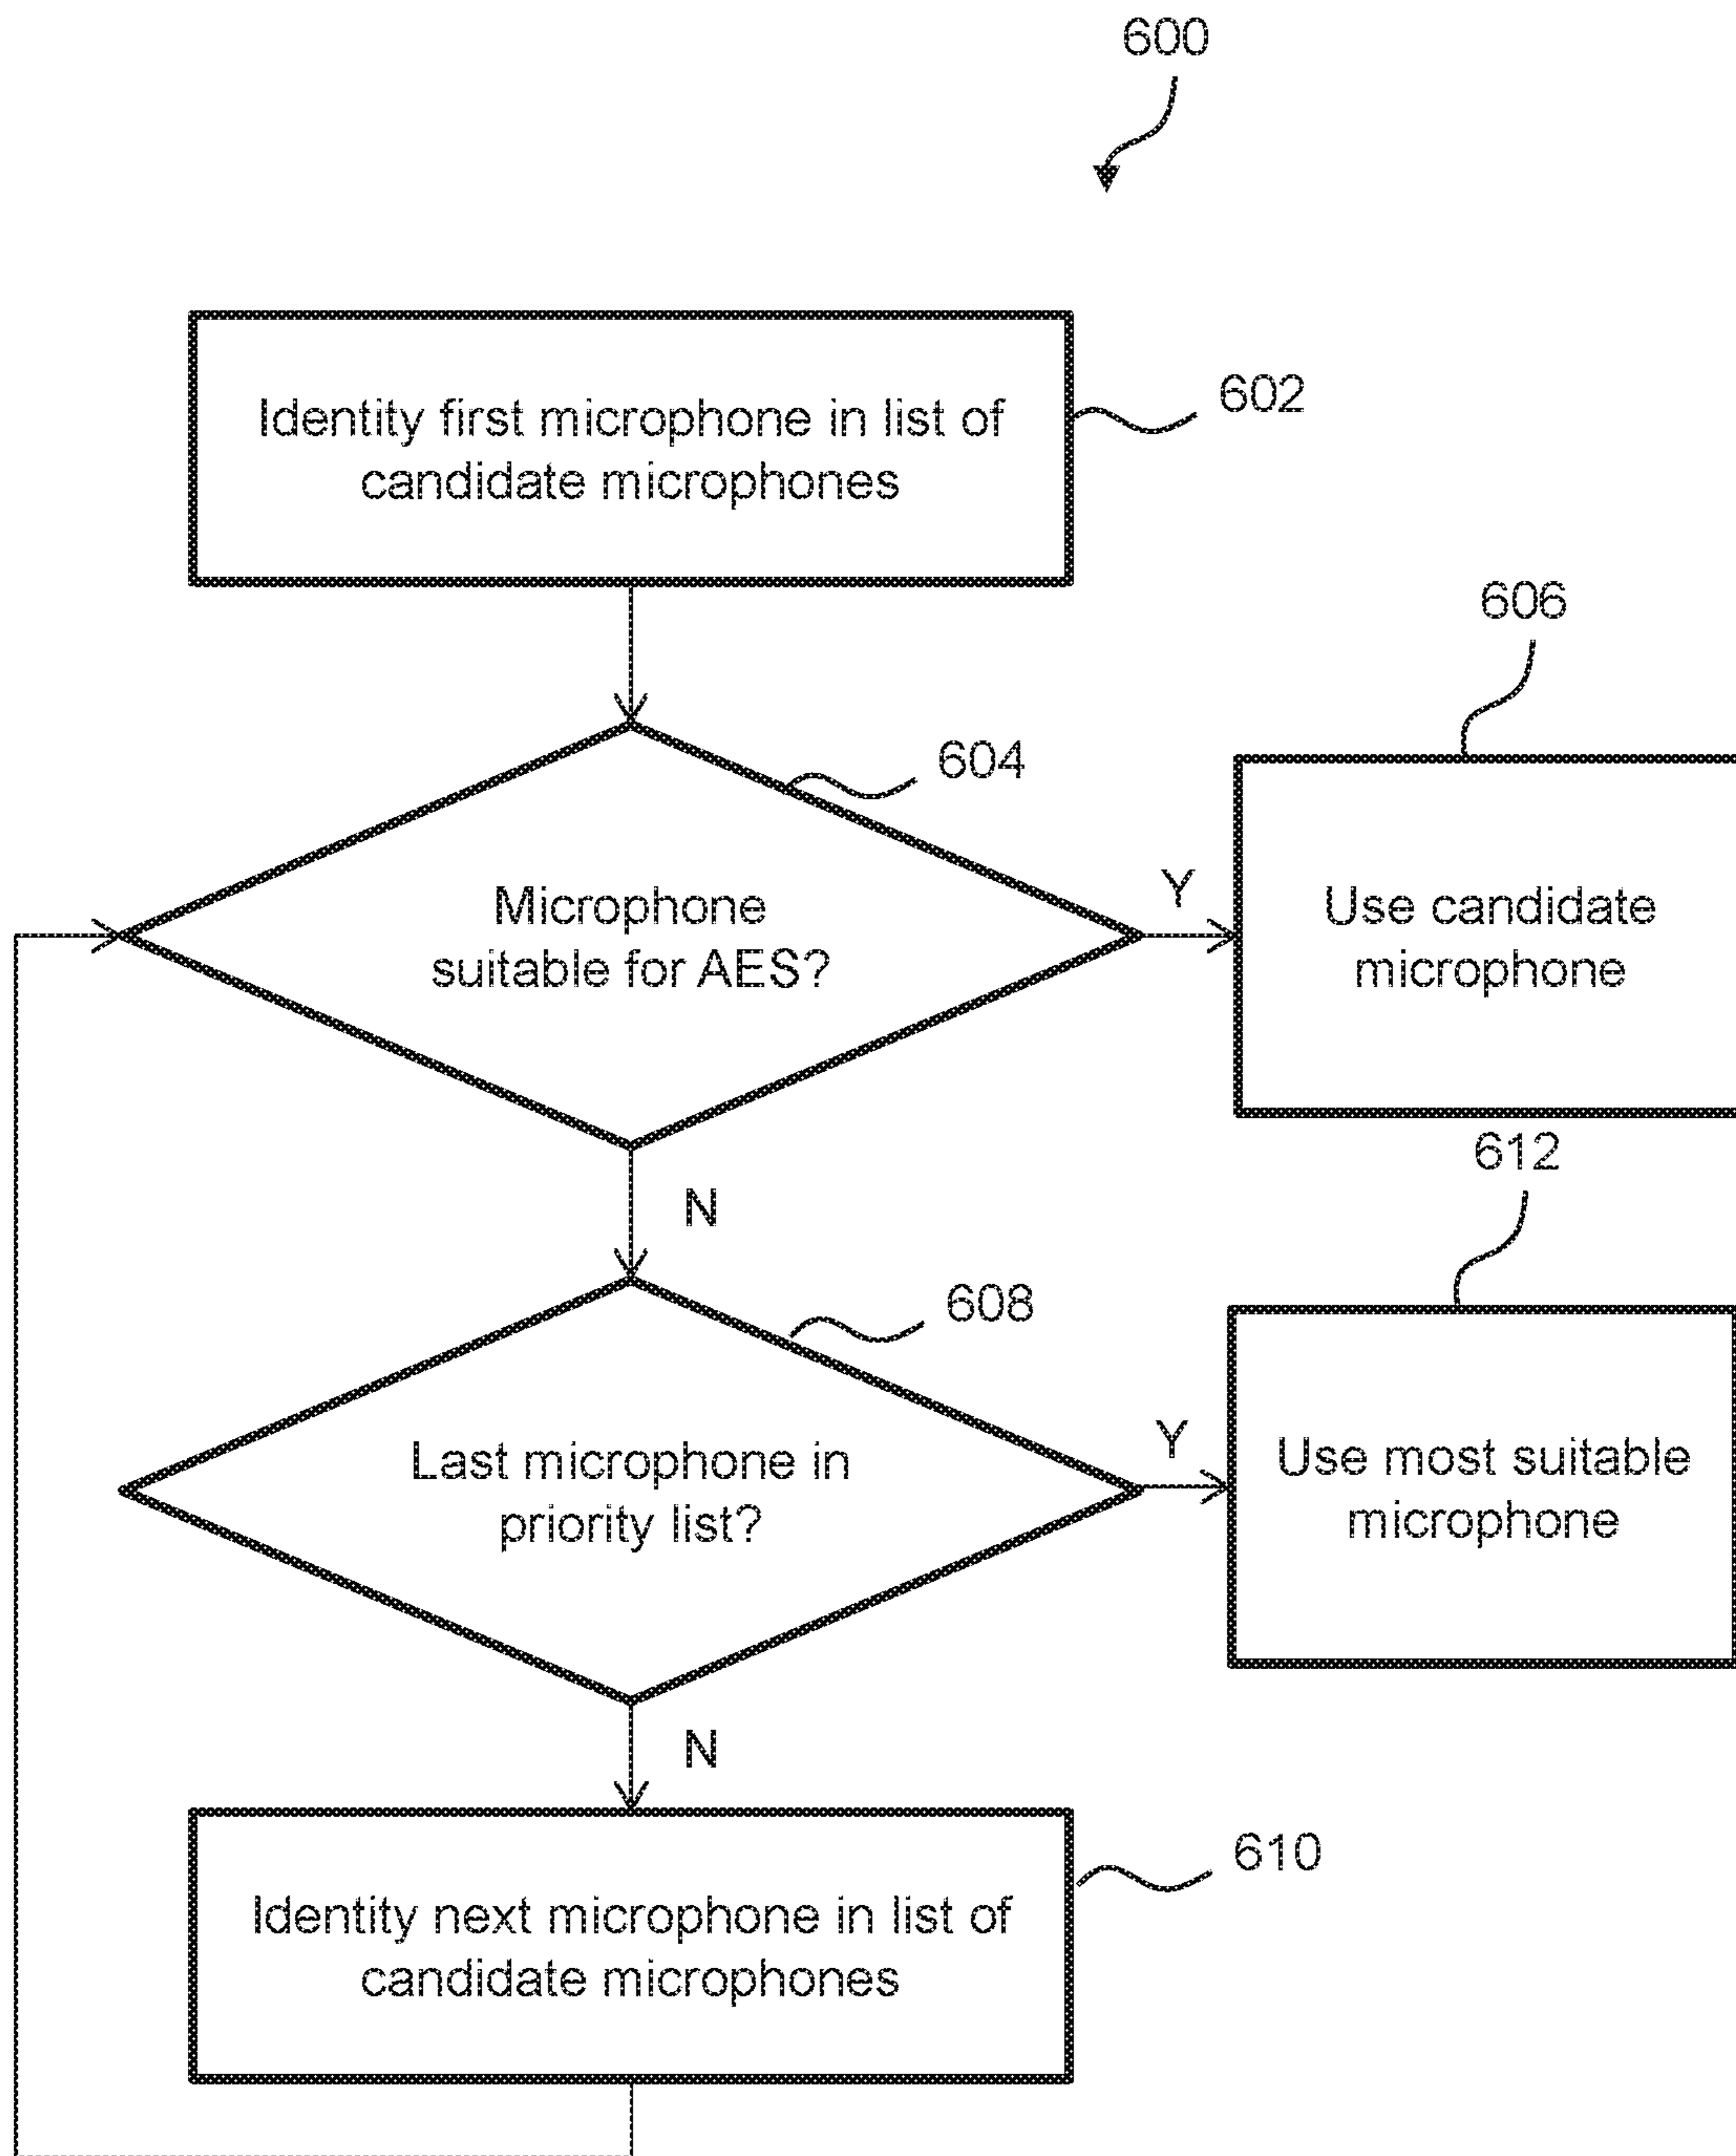 600
Identity first microphone in list of
candidate microphones
602
604
606
Microphone
suitable for AES?
Y
Use candidate
microphone
N
612
608
Last microphone in
priority list?
Y
Use most suitable
microphone
N
610
Identity next microphone in list of
candidate microphones